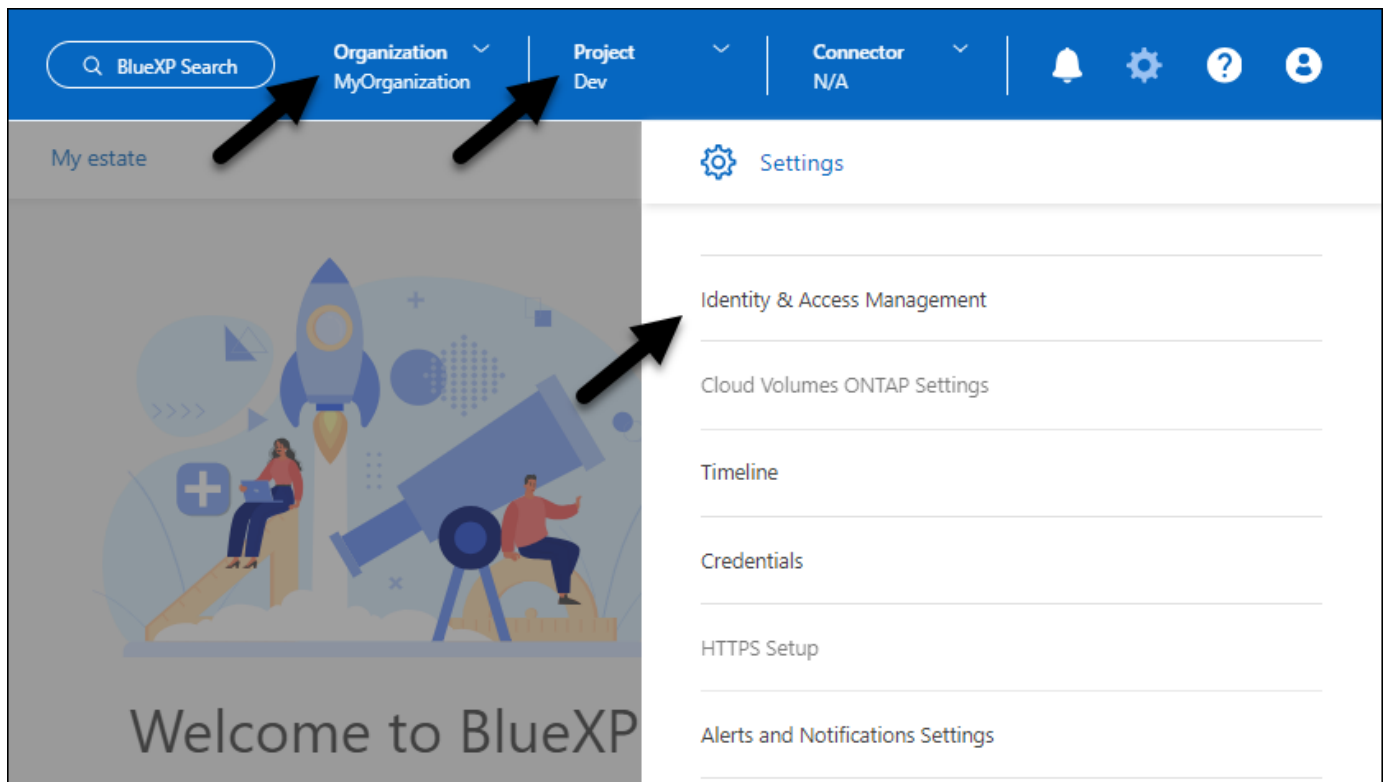 BlueXP Search
Organization
MyOrganization
Project
Dev
Connector
N/A
My estate
Settings
Identity & Access Management
Cloud Volumes ONTAP Settings
Timeline
Credentials
HTTPS Setup
Alerts and Notifications Settings
Welcome to BlueXP